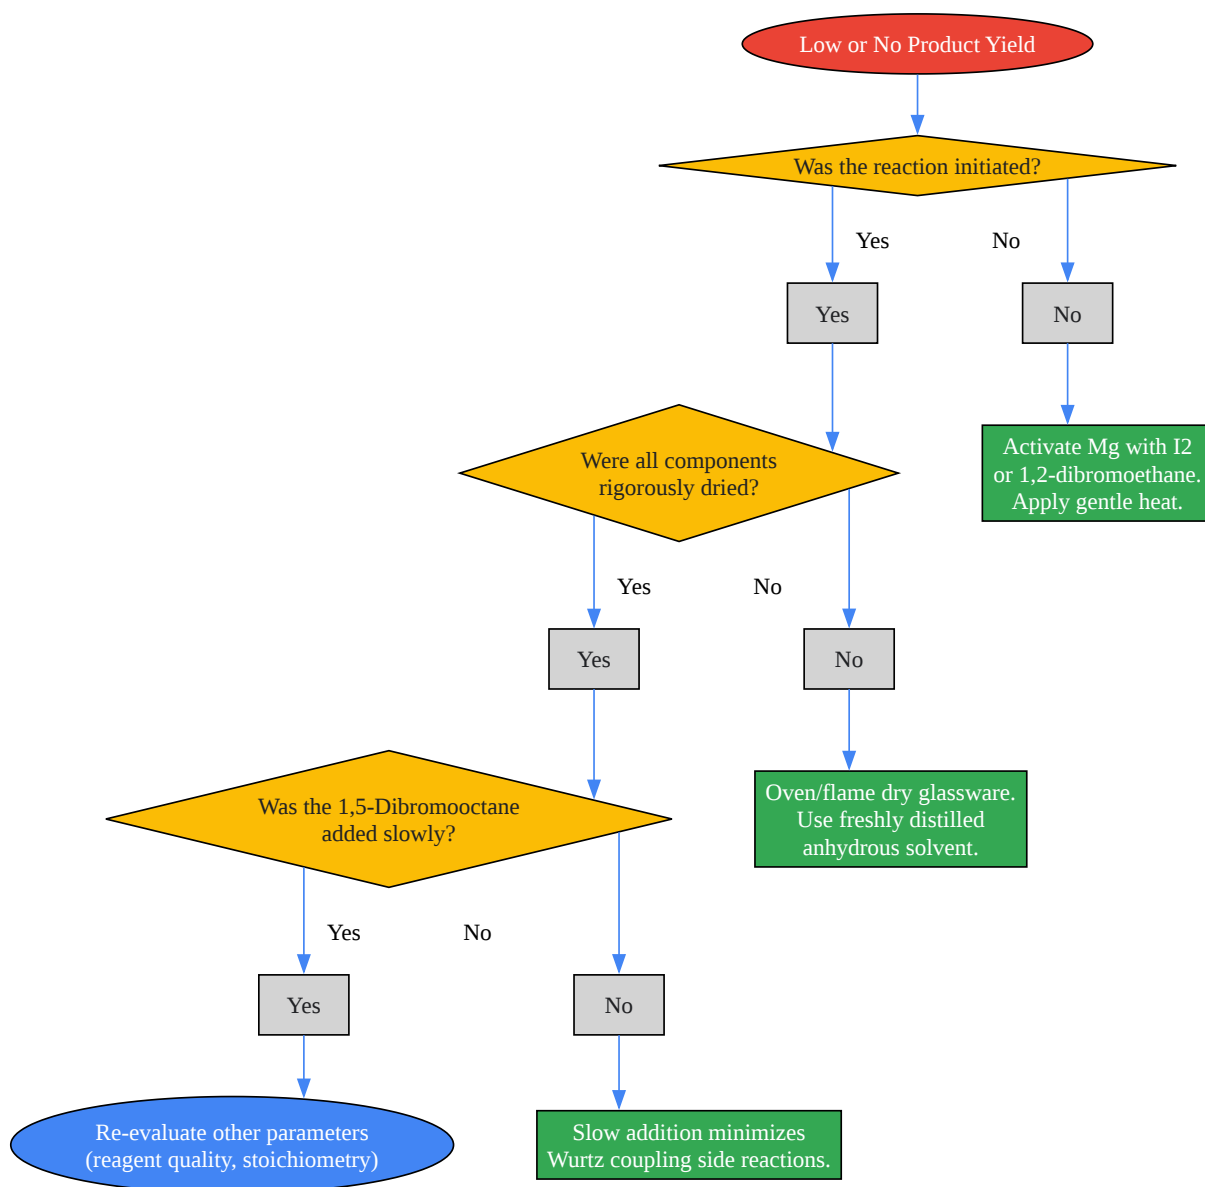 Low or No Product Yield
Was the reaction initiated?
Yes
No
Yes
No
Activate Mg with I2
or 1,2-dibromoethane.
Apply gentle heat.
Were all components
rigorously dried?
Yes
No
Yes
No
Oven/flame dry glassware.
Use freshly distilled
anhydrous solvent.
Was the 1,5-Dibromooctane
added slowly?
Yes
No
Yes
No
Re-evaluate other parameters
(reagent quality, stoichiometry)
Slow addition minimizes
Wurtz coupling side reactions.